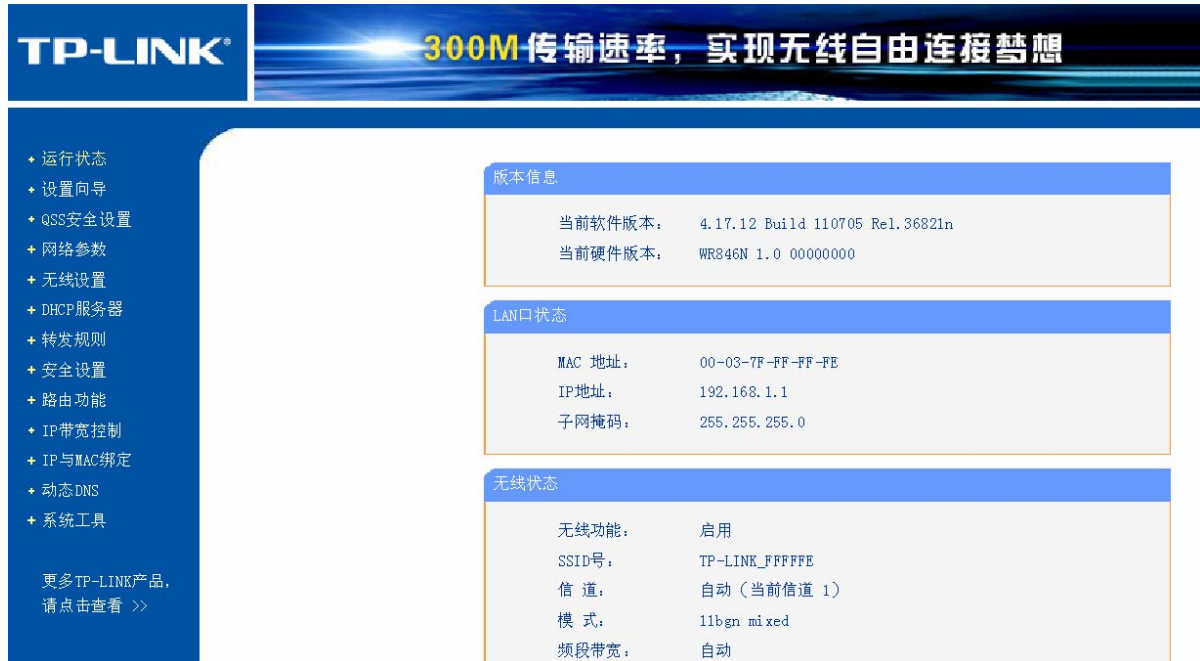 TP-LINK®
300M 传输速率，实现无线自由连接梦想
运行状态
设置向导
QSS安全设置
网络参数
无线设置
DHCP服务器
转发规则
安全设置
路由功能
IP带宽控制
IP与MAC绑定
动态DNS
系统工具
更多TP-LINK产品，
请点击查看 >>
版本信息
当前软件版本： 4.17.12 Build 110705 Rel.36821n
当前硬件版本： WR846N 1.0 00000000
LAN口状态
MAC 地址： 00-03-7F-FF-FF-FE
IP地址： 192.168.1.1
子网掩码： 255.255.255.0
无线状态
无线功能： 启用
SSID号： TP-LINK_FFFFFE
信 道： 自动（当前信道 1）
模 式： 11bgn mixed
频段带宽： 自动